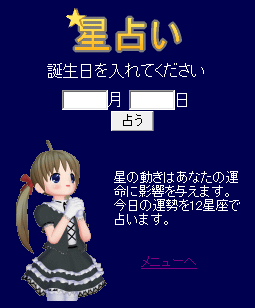 星占い
誕生日を入れてください
月 日
占う
星の動きはあなたの運
命に影響を与えます。
今日の運勢を12星座で
占います。
メニューへ